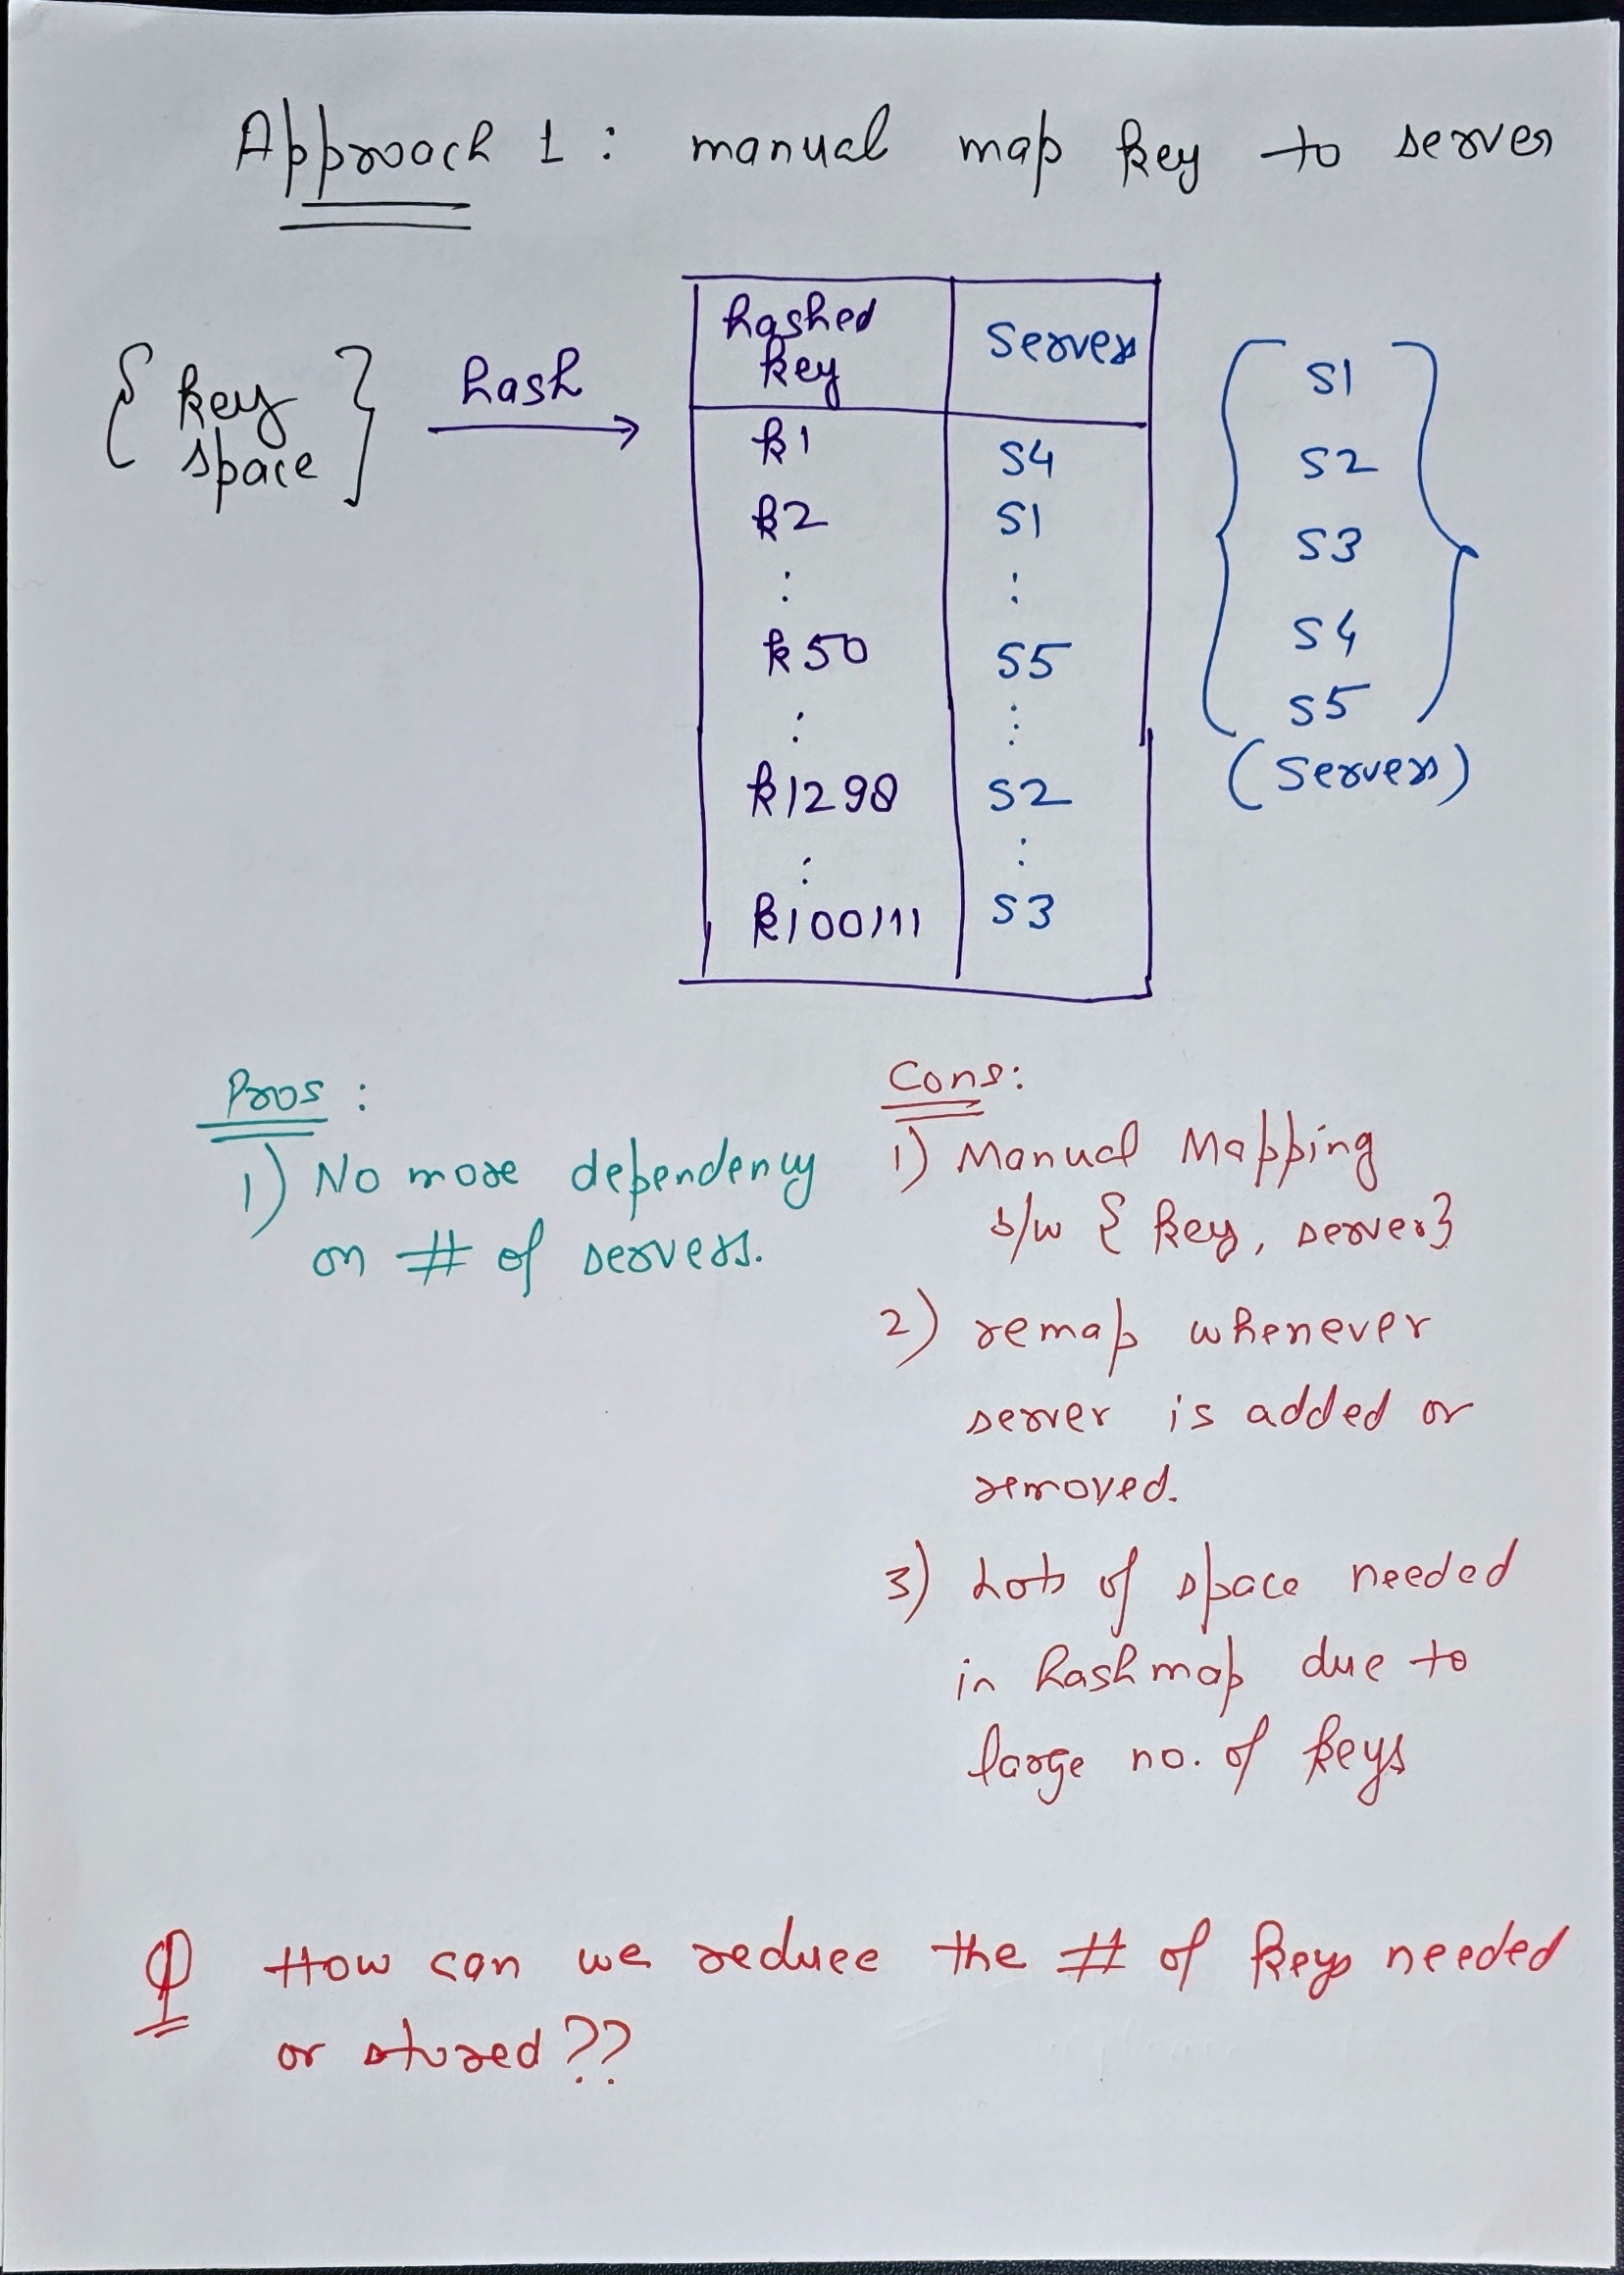 Approach 1 : manual map key to server
{ key space }
hash
hashed key | Server
k1 | S4
k2 | S1
: | :
k50 | S5
: | :
k1298 | S2
: | :
k100111 | S3
S1
S2
S3
S4
S5
(Servers)
Pros :
1) No more dependency
on # of servers.
Cons :
1) Manual Mapping
b/w { key, server}
2) remap whenever
server is added or
removed.
3) Lots of space needed
in hashmap due to
large no. of keys
Q How can we reduce the # of keys needed
or stored ??